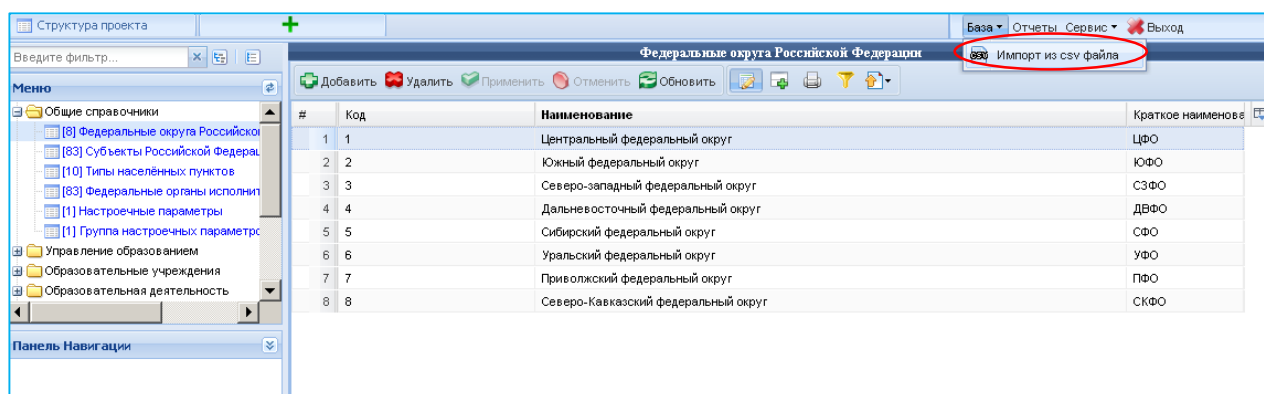 Структура проекта
База Отчеты Сервис Выход
Введите фильтр...
Федеральные округа Российской Федерации
Импорт из csv файла
Меню
Добавить Удалить Применить Отменить Обновить
Общие справочники
# Код Наименование Краткое наименова
[8] Федеральные округа Российско
1 1 Центральный федеральный округ ЦФО
[83] Субъекты Российской Федерац
2 2 Южный федеральный округ ЮФО
[10] Типы населённых пунктов
3 3 Северо-западный федеральный округ СЗФО
[83] Федеральные органы исполнит
4 4 Дальневосточный федеральный округ ДВФО
[1] Настроечные параметры
5 5 Сибирский федеральный округ СФО
[1] Группа настроечных параметро
6 6 Уральский федеральный округ УФО
Управление образованием
7 7 Приволжский федеральный округ ПФО
Образовательные учреждения
8 8 Северо-Кавказский федеральный округ СКФО
Образовательная деятельность
Панель Навигации